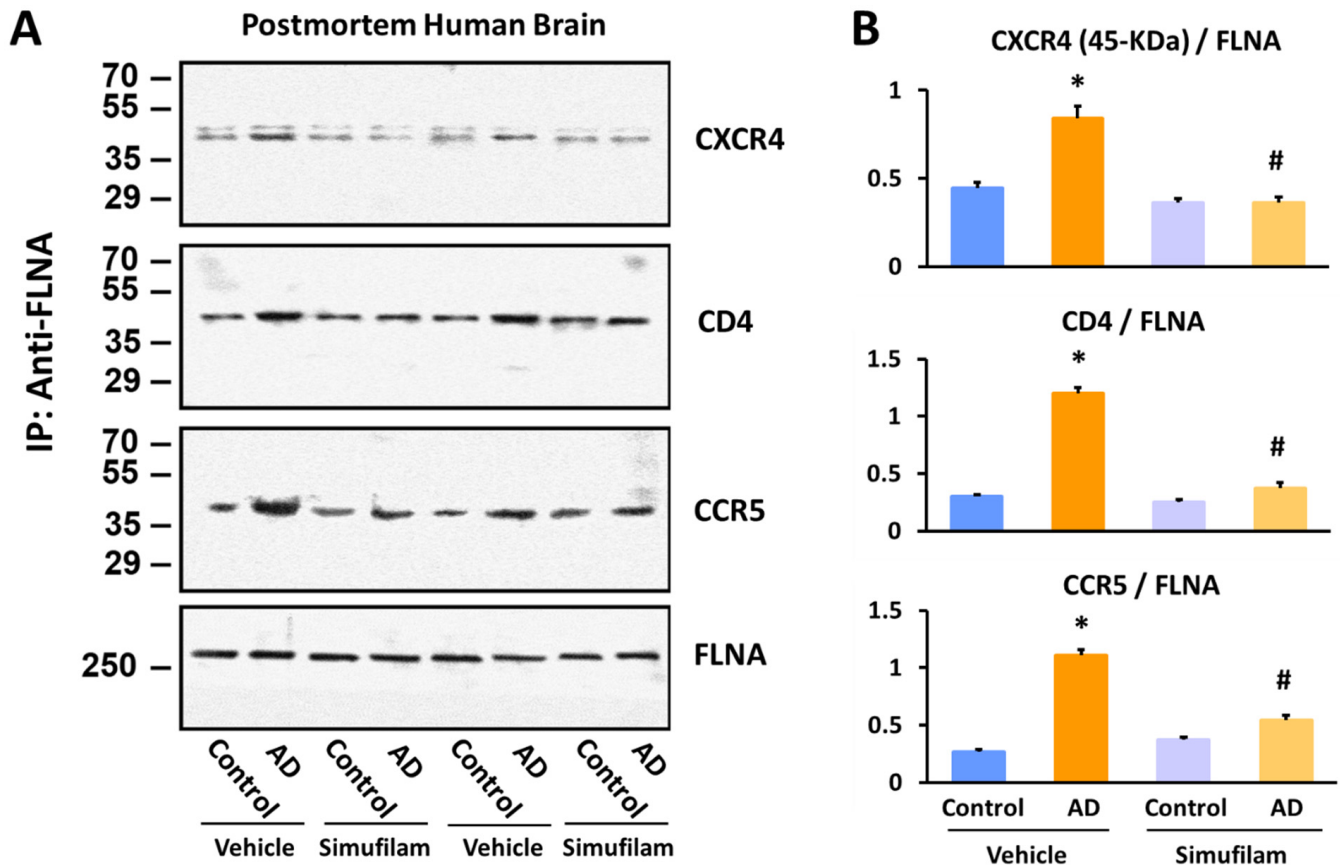 A
Postmortem Human Brain
IP: Anti-FLNA
70
55
35
29
CXCR4
70
55
35
29
CD4
70
55
35
29
CCR5
250
FLNA
Control AD Control AD Control AD Control AD
Vehicle Simufilam Vehicle Simufilam
B
CXCR4 (45-KDa) / FLNA
1
*
0.5
#
0
CD4 / FLNA
1.5
*
1
0.5
#
0
CCR5 / FLNA
1.5
*
1
#
0.5
0
Control AD Control AD
Vehicle Simufilam